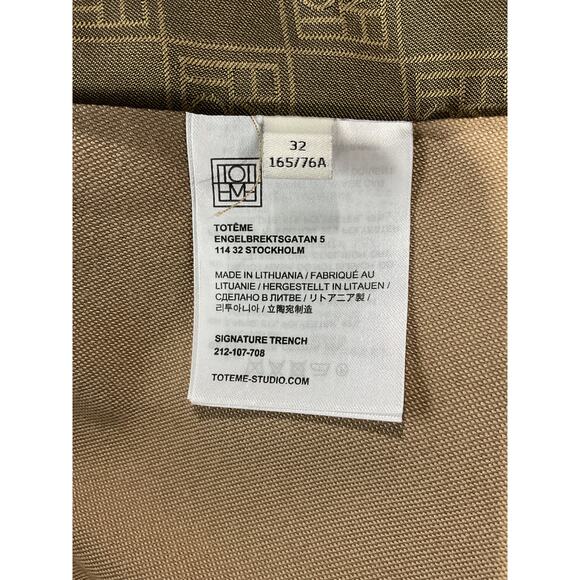 32
165/76A
TOTEME
TOTÊME
ENGELBREKTSGATAN 5
114 32 STOCKHOLM
MADE IN LITHUANIA / FABRIQUÉ AU
LITUANIE / HERGESTELLT IN LITAUEN /
СДЕЛАНО В ЛИТВЕ / リトアニア製 /
리투아니아 / 立陶宛制造
SIGNATURE TRENCH
212-107-708
TOTEME-STUDIO.COM